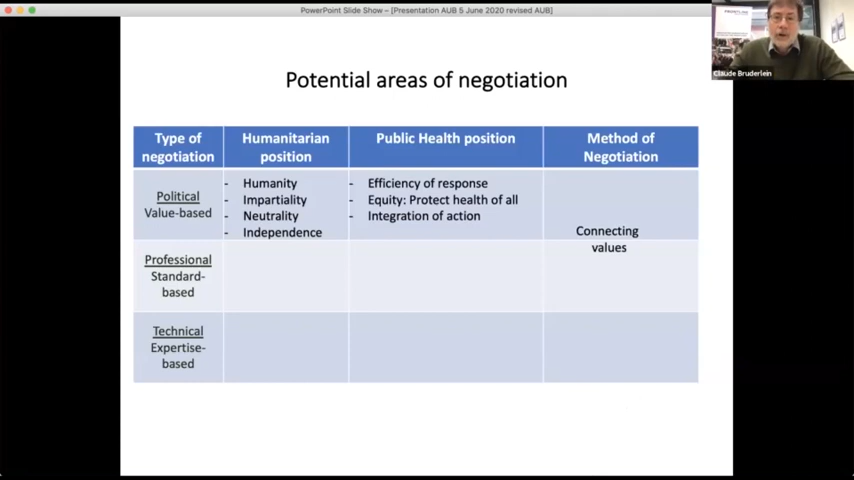 PowerPoint Slide Show – [Presentation AUB 5 June 2020 revised AUB]
Claude Bruderlein
Potential areas of negotiation
Type of
negotiation
Humanitarian
position
Public Health position
Method of
Negotiation
Political
Value-based
- Humanity
- Impartiality
- Neutrality
- Independence
- Efficiency of response
- Equity: Protect health of all
- Integration of action
Connecting
values
Professional
Standard-
based
Technical
Expertise-
based